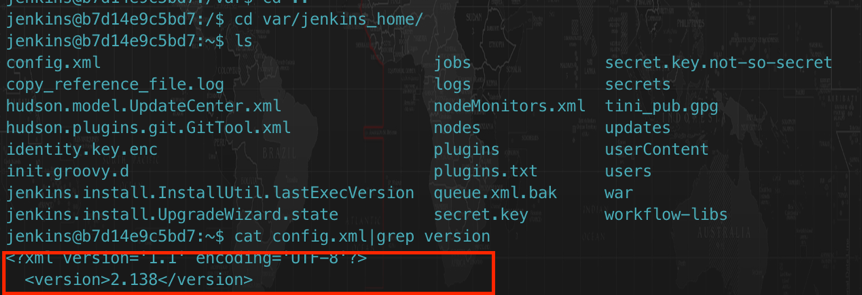 jenkins@b7d14e9c5bd7:/var$ cd ..
jenkins@b7d14e9c5bd7:/$ cd var/jenkins_home/
jenkins@b7d14e9c5bd7:~$ ls
config.xml jobs secret.key.not-so-secret
copy_reference_file.log logs secrets
hudson.model.UpdateCenter.xml nodeMonitors.xml tini_pub.gpg
hudson.plugins.git.GitTool.xml nodes updates
identity.key.enc plugins userContent
init.groovy.d plugins.txt users
jenkins.install.InstallUtil.lastExecVersion queue.xml.bak war
jenkins.install.UpgradeWizard.state secret.key workflow-libs
jenkins@b7d14e9c5bd7:~$ cat config.xml|grep version
<?xml version='1.1' encoding='UTF-8'?>
<version>2.138</version>